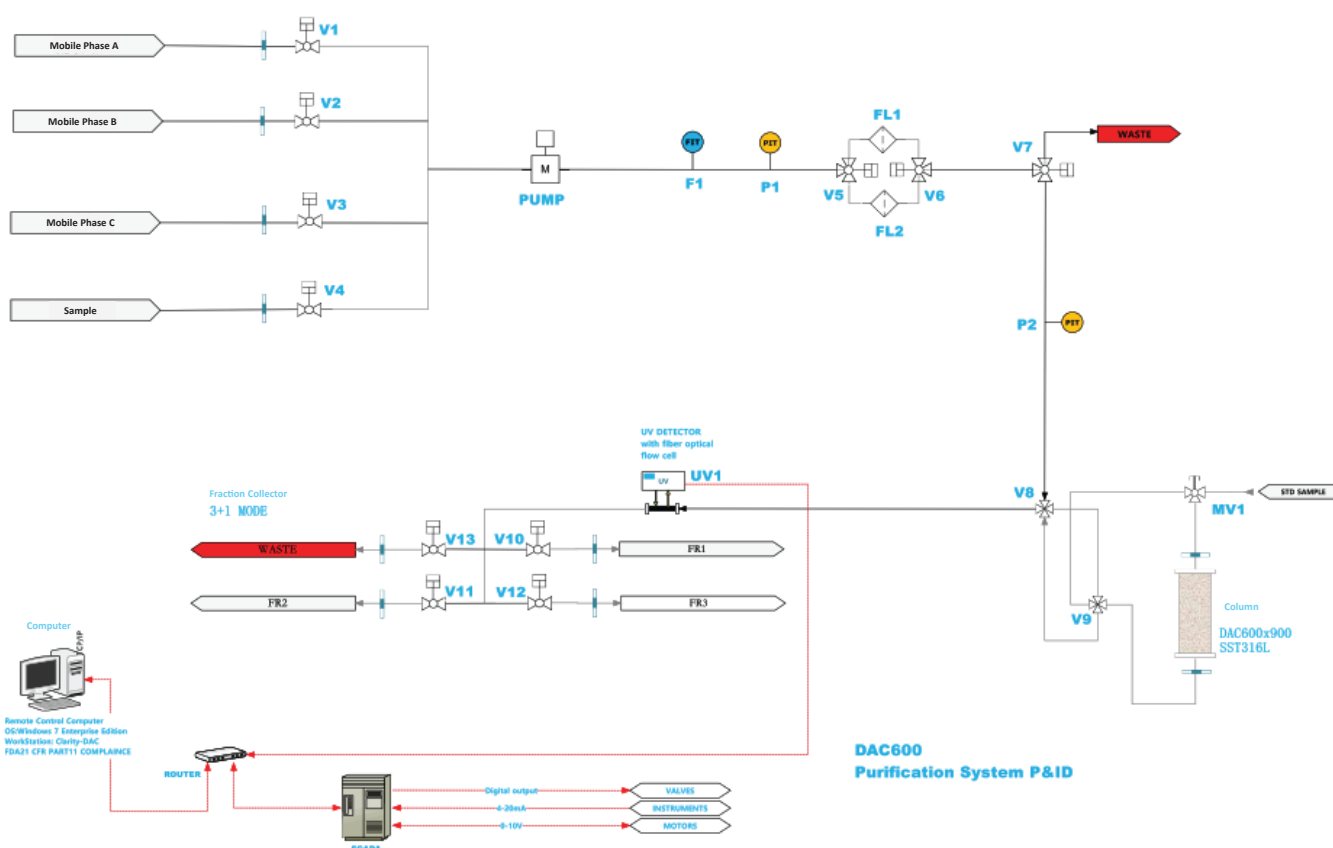 Mobile Phase A
V1
Mobile Phase B
V2
Mobile Phase C
V3
Sample
V4
M
PUMP
FIT
F1
PIT
P1
FL1
V5
V6
FL2
V7
WASTE
P2
PIT
UV DETECTOR
with fiber optical
flow cell
UV
UV1
V8
MV1
STD SAMPLE
Fraction Collector
3+1 MODE
WASTE
V13
V10
FR1
FR2
V11
V12
FR3
V9
Column
DAC600x900
SST316L
Computer
TCP/IP
Remote Control Computer
OS:Windows 7 Enterprise Edition
WorkStation: Clarity-DAC
FDA21 CFR PART11 COMPLAINCE
ROUTER
DAC600
Purification System P&ID
Digital output
VALVES
4-20mA
INSTRUMENTS
0-10V
MOTORS
SCADA